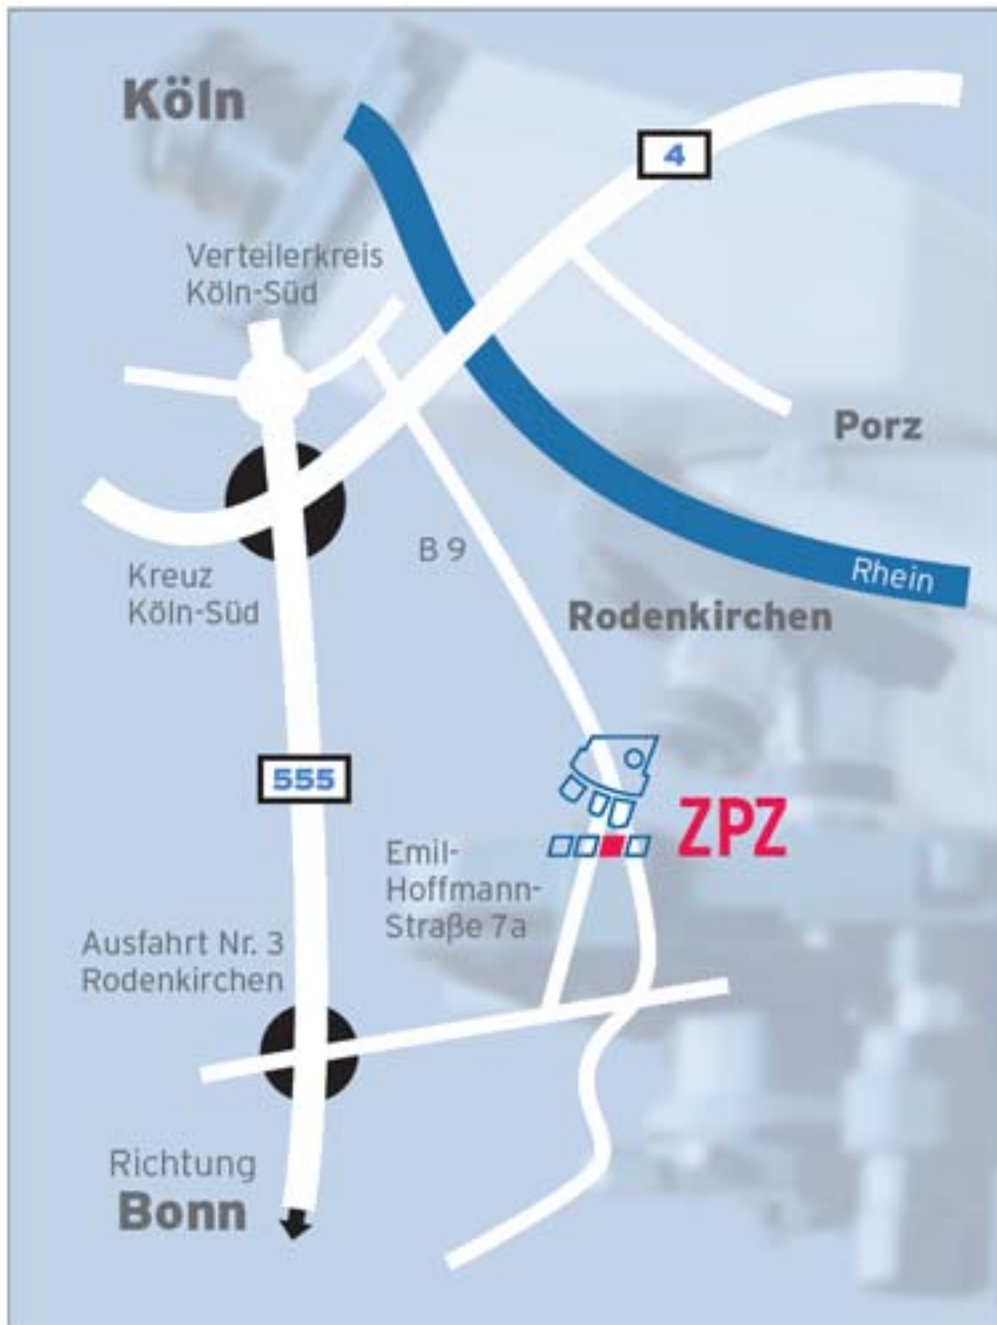 Köln
4
Verteilerkreis
Köln-Süd
Porz
B 9
Rhein
Kreuz
Köln-Süd
Rodenkirchen
555
ZPZ
Emil-
Hoffmann-
Straße 7a
Ausfahrt Nr. 3
Rodenkirchen
Richtung
Bonn